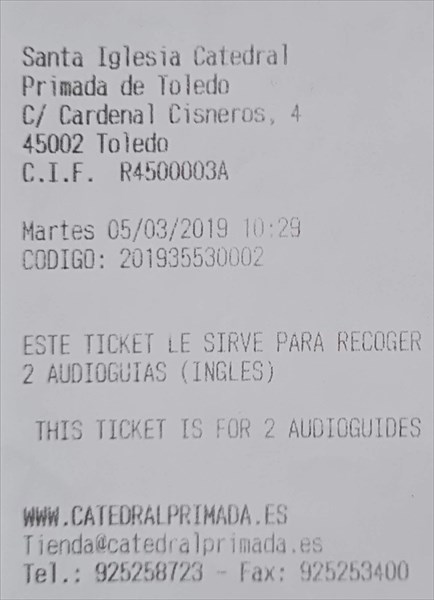 Santa Iglesia Catedral
Primada de Toledo
C/ Cardenal Cisneros, 4
45002 Toledo
C.I.F. R4500003A
Martes 05/03/2019 10:29
CODIGO: 201935530002
ESTE TICKET LE SIRVE PARA RECOGER
2 AUDIOGUIAS (INGLES)
THIS TICKET IS FOR 2 AUDIOGUIDES
WWW.CATEDRALPRIMADA.ES
Tienda@catedralprimada.es
Tel.: 925258723 - Fax: 925253400